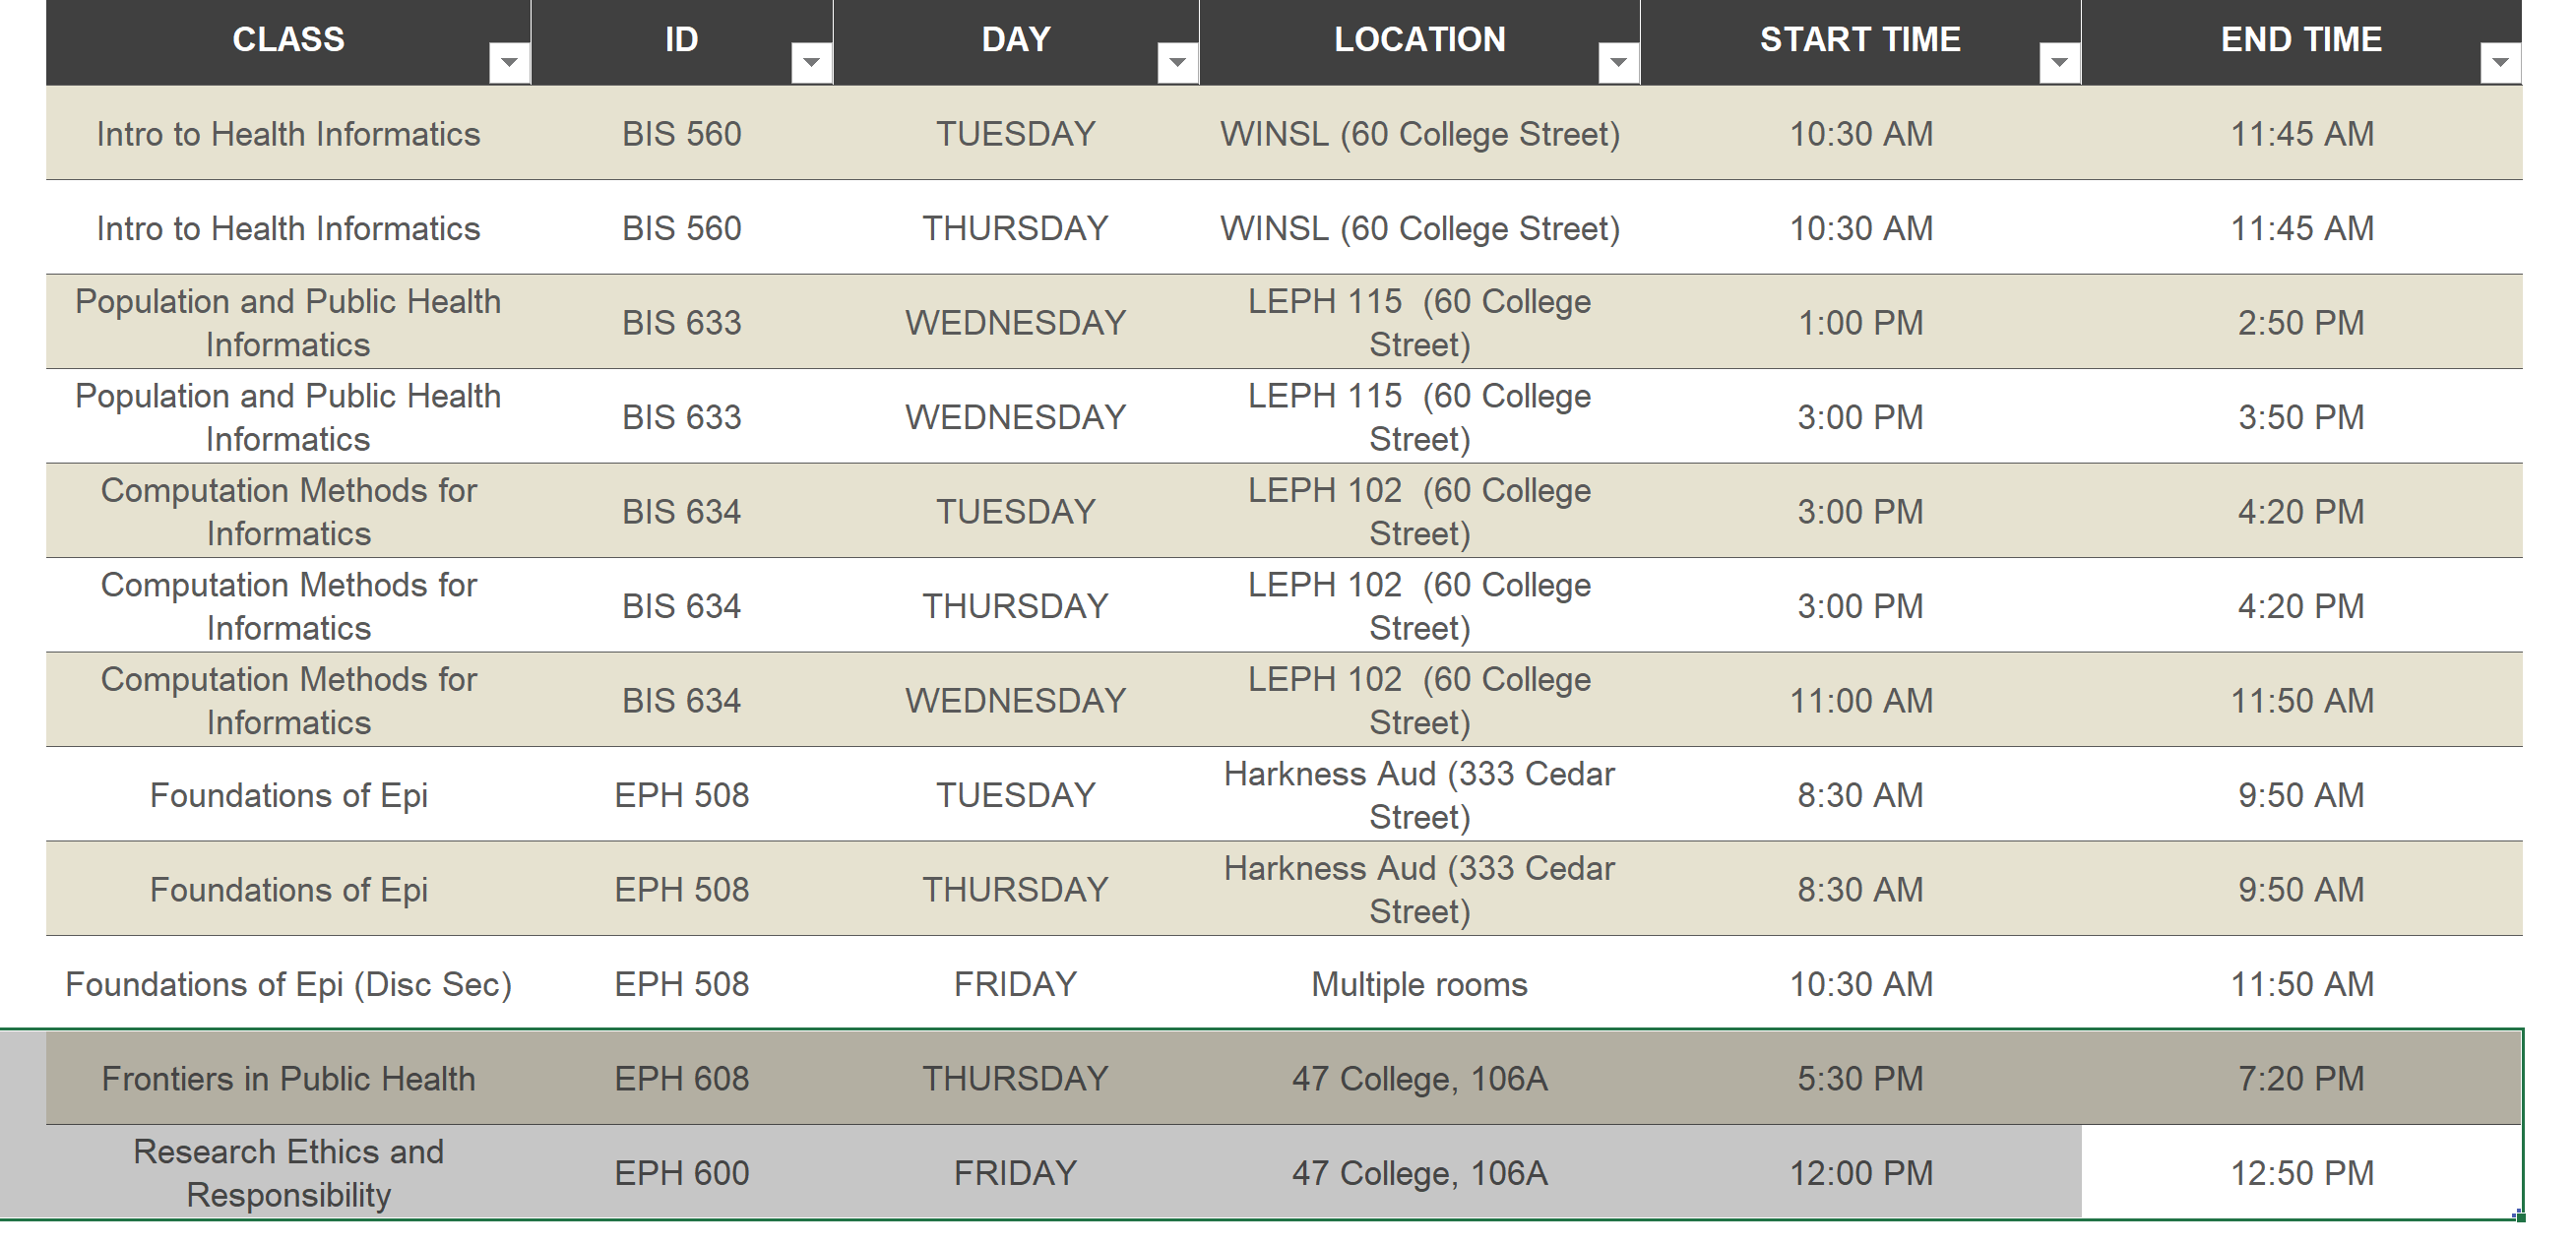 CLASS ID DAY LOCATION START TIME END TIME
Intro to Health Informatics BIS 560 TUESDAY WINSL (60 College Street) 10:30 AM 11:45 AM
Intro to Health Informatics BIS 560 THURSDAY WINSL (60 College Street) 10:30 AM 11:45 AM
Population and Public Health
Informatics
BIS 633 WEDNESDAY
LEPH 115  (60 College
Street)
1:00 PM 2:50 PM
Population and Public Health
Informatics
BIS 633 WEDNESDAY
LEPH 115  (60 College
Street)
3:00 PM 3:50 PM
Computation Methods for
Informatics
BIS 634 TUESDAY
LEPH 102  (60 College
Street)
3:00 PM 4:20 PM
Computation Methods for
Informatics
BIS 634 THURSDAY
LEPH 102  (60 College
Street)
3:00 PM 4:20 PM
Computation Methods for
Informatics
BIS 634 WEDNESDAY
LEPH 102  (60 College
Street)
11:00 AM 11:50 AM
Foundations of Epi EPH 508 TUESDAY
Harkness Aud (333 Cedar
Street)
8:30 AM 9:50 AM
Foundations of Epi EPH 508 THURSDAY
Harkness Aud (333 Cedar
Street)
8:30 AM 9:50 AM
Foundations of Epi (Disc Sec) EPH 508 FRIDAY Multiple rooms 10:30 AM 11:50 AM
Frontiers in Public Health EPH 608 THURSDAY 47 College, 106A 5:30 PM 7:20 PM
Research Ethics and
Responsibility
EPH 600 FRIDAY 47 College, 106A 12:00 PM 12:50 PM